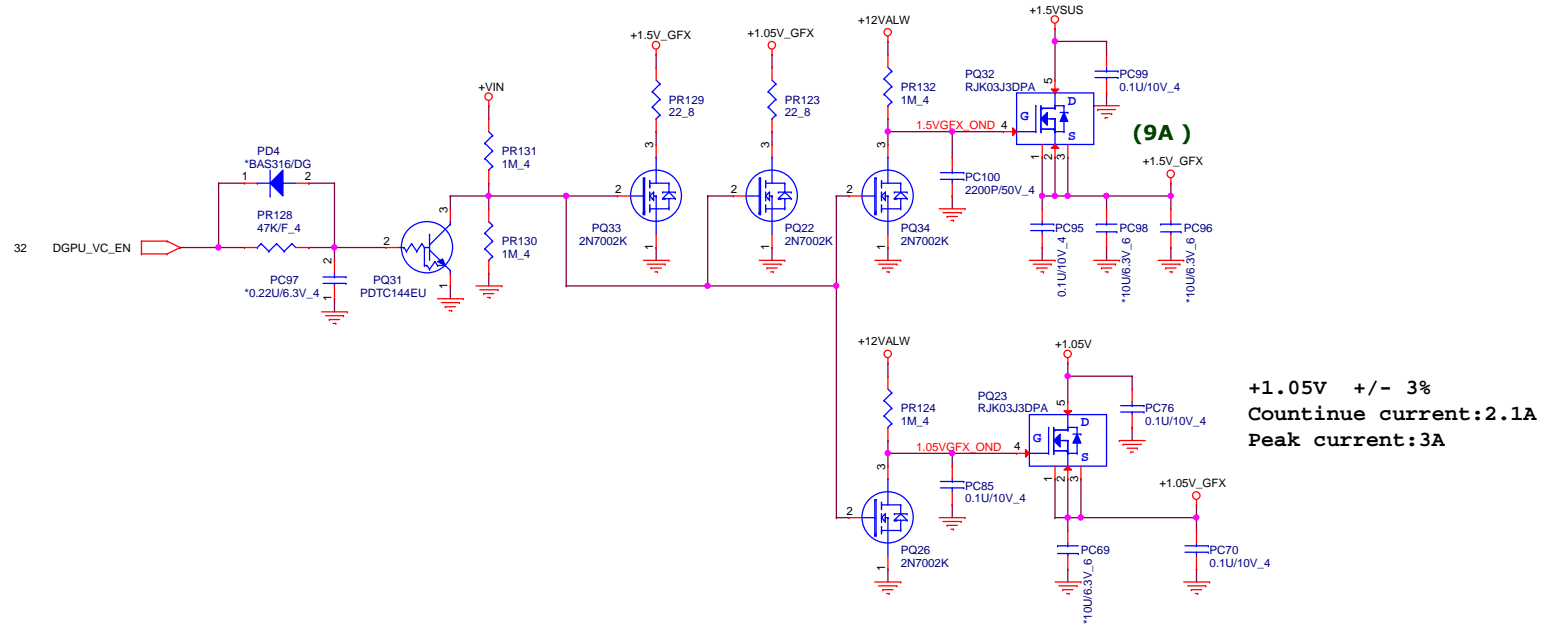 32 DGPU_VC_EN
PD4
*BAS316/DG
1
2
PR128
47K/F_4
2
PC97
*0.22U/6.3V_4
1
2
3
1
PQ31
PDTC144EU
+VIN
PR131
1M_4
PR130
1M_4
+1.5V_GFX
PR129
22_8
3
2
1
PQ33
2N7002K
+1.05V_GFX
PR123
22_8
3
2
1
PQ22
2N7002K
+12VALW
PR132
1M_4
1.5VGFX_OND
3
2
1
PQ34
2N7002K
PC100
2200P/50V_4
+1.5VSUS
PQ32
RJK03J3DPA
5
4
G
D
S
1
2
3
PC99
0.1U/10V_4
(9A )
+1.5V_GFX
PC95
0.1U/10V_4
PC98
*10U/6.3V_6
PC96
*10U/6.3V_6
+12VALW
PR124
1M_4
1.05VGFX_OND
3
2
1
PQ26
2N7002K
PC85
0.1U/10V_4
+1.05V
PQ23
RJK03J3DPA
5
4
G
D
S
1
2
3
PC76
0.1U/10V_4
+1.05V_GFX
PC69
*10U/6.3V_6
PC70
0.1U/10V_4
+1.05V +/- 3%
Countinue current:2.1A
Peak current:3A